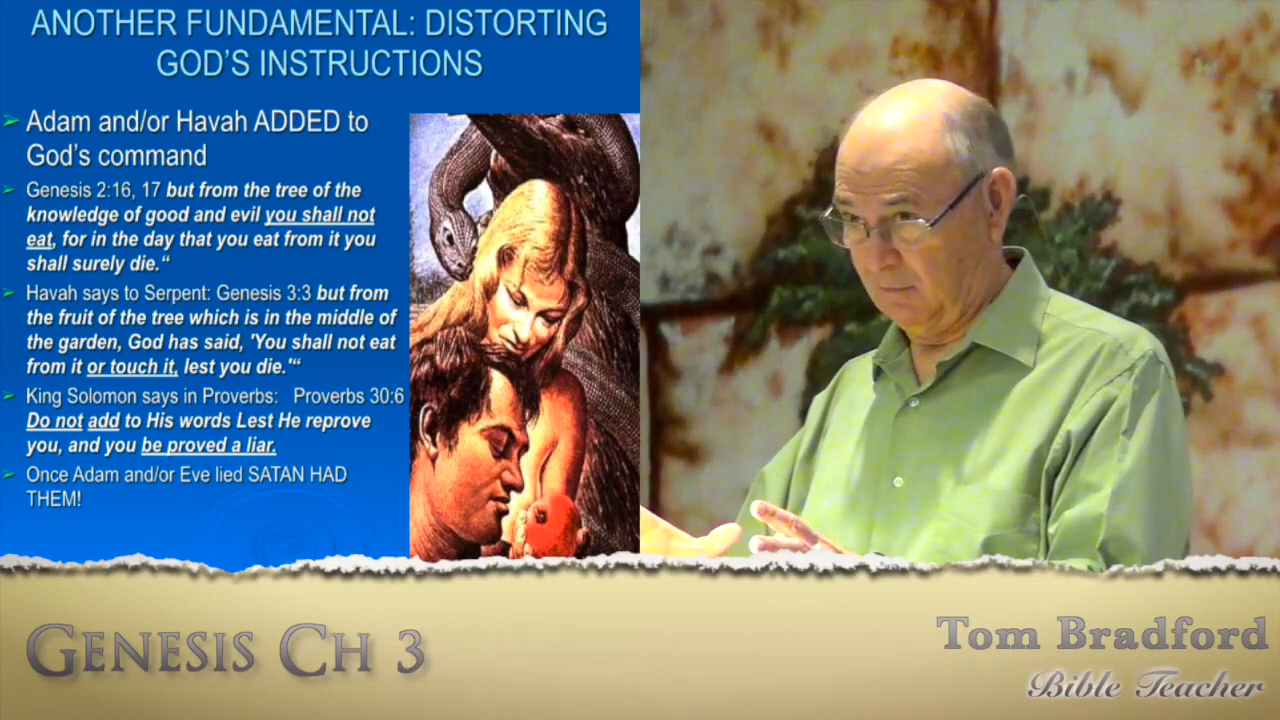 ANOTHER FUNDAMENTAL: DISTORTING
GOD'S INSTRUCTIONS
➢ Adam and/or Havah ADDED to
God's command
➢ Genesis 2:16, 17 but from the tree of the
knowledge of good and evil you shall not
eat, for in the day that you eat from it you
shall surely die.“
➢ Havah says to Serpent: Genesis 3:3 but from
the fruit of the tree which is in the middle of
the garden, God has said, 'You shall not eat
from it or touch it, lest you die.'“
➢ King Solomon says in Proverbs: Proverbs 30:6
Do not add to His words Lest He reprove
you, and you be proved a liar.
➢ Once Adam and/or Eve lied SATAN HAD
THEM!
GENESIS CH 3
Tom Bradford
Bible Teacher